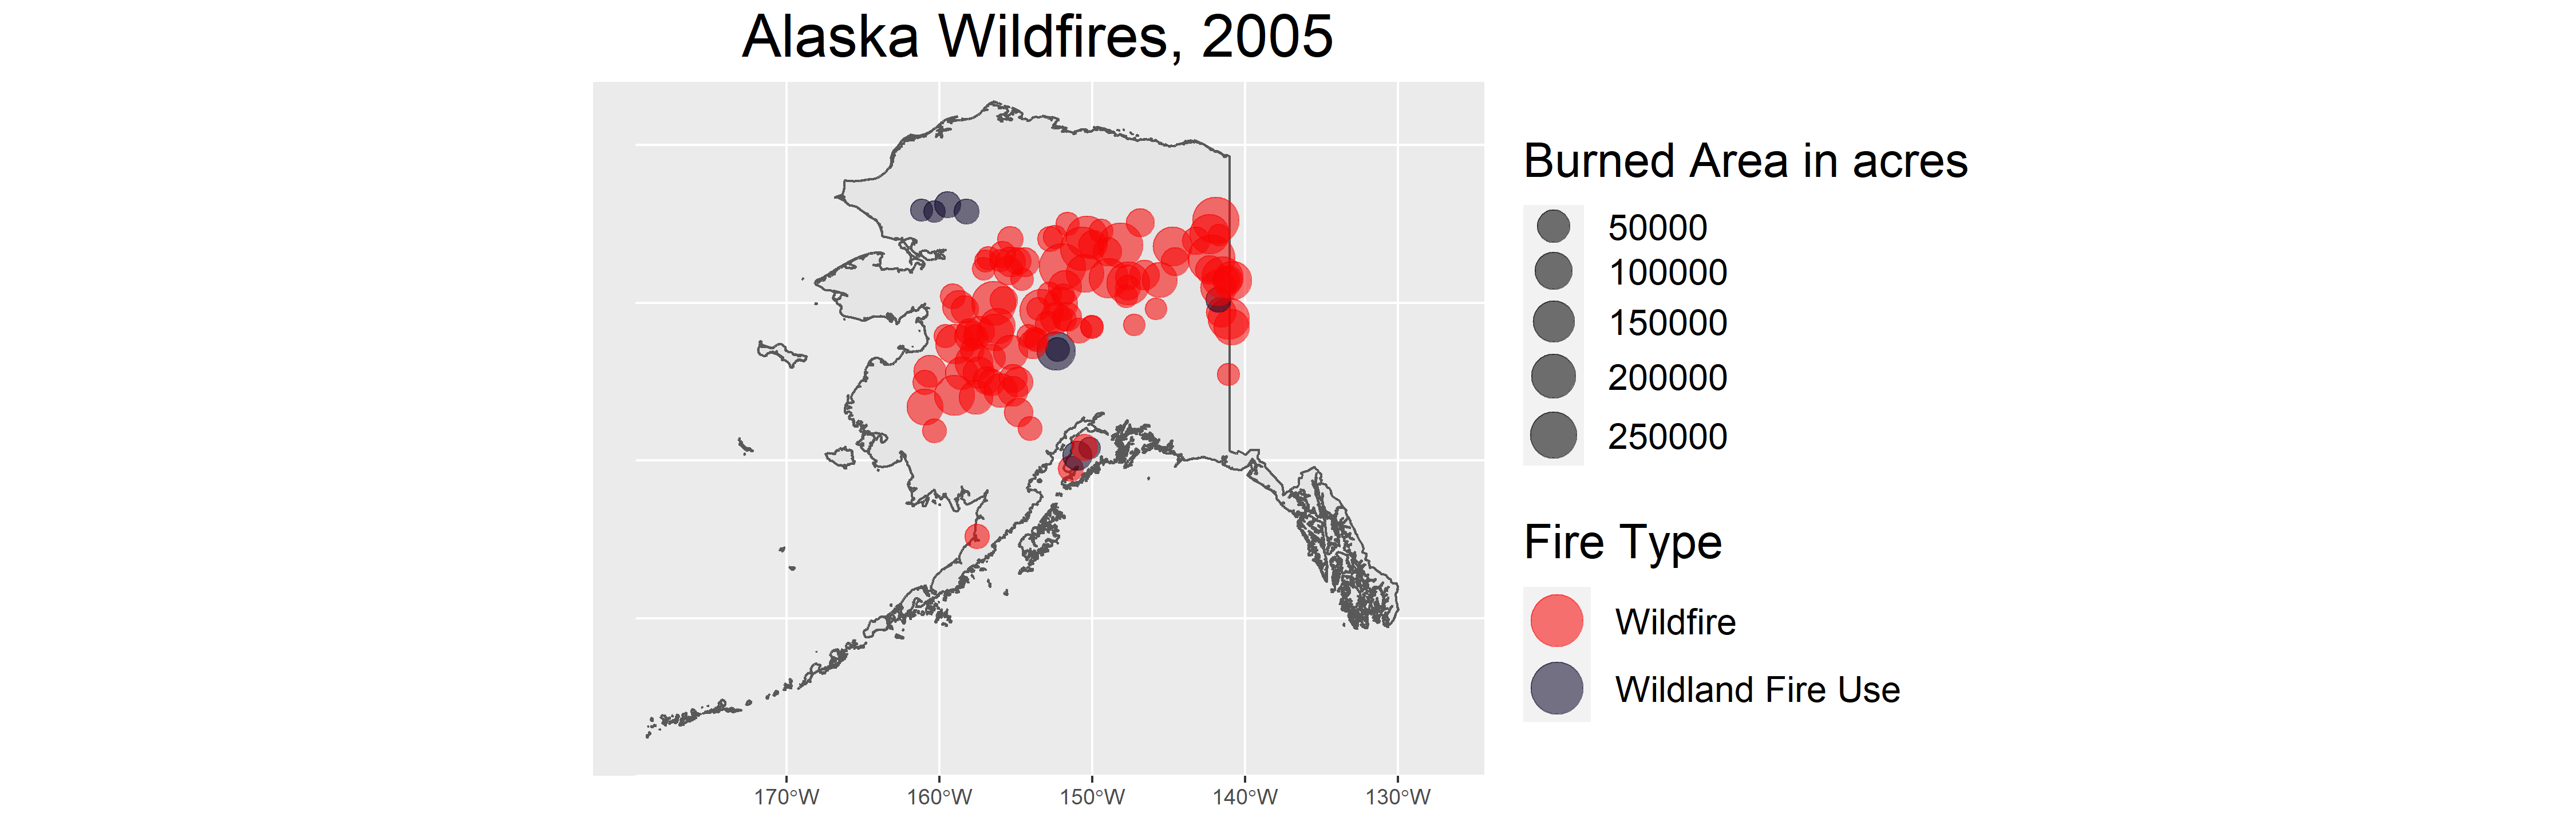 Alaska Wildfires, 2005
170°W
160°W
150°W
140°W
130°W
Burned Area in acres
50000
100000
150000
200000
250000
Fire Type
Wildfire
Wildland Fire Use